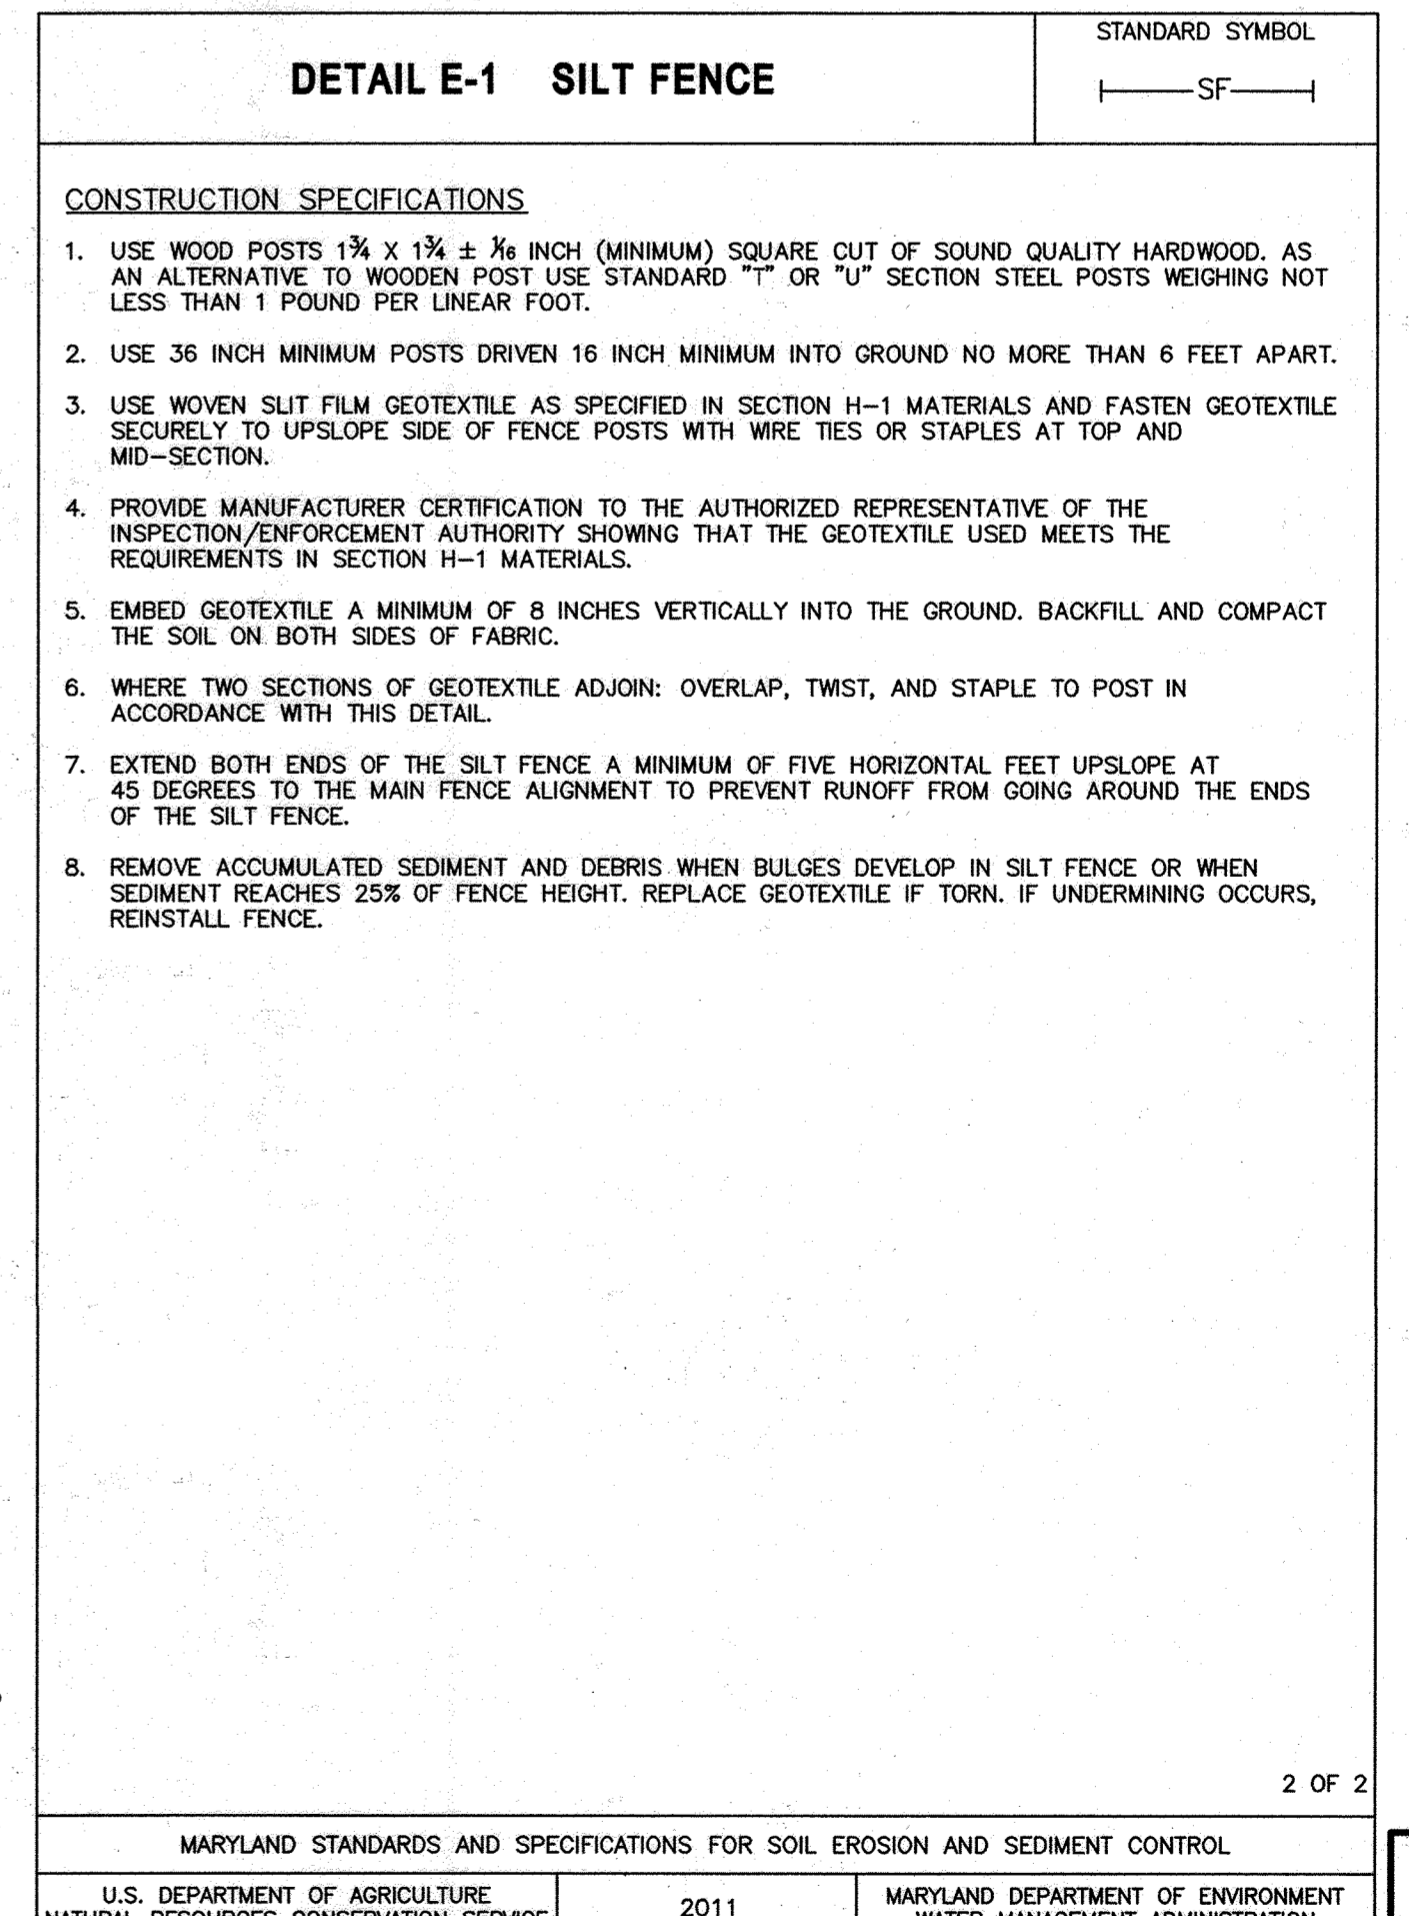 DETAIL E-1 SILT FENCE
STANDARD SYMBOL
SF
CONSTRUCTION SPECIFICATIONS
1. USE WOOD POSTS 1¾ X 1¾ ± 1⁄16 INCH (MINIMUM) SQUARE CUT OF SOUND QUALITY HARDWOOD. AS
AN ALTERNATIVE TO WOODEN POST USE STANDARD "T" OR "U" SECTION STEEL POSTS WEIGHING NOT
LESS THAN 1 POUND PER LINEAR FOOT.
2. USE 36 INCH MINIMUM POSTS DRIVEN 16 INCH MINIMUM INTO GROUND NO MORE THAN 6 FEET APART.
3. USE WOVEN SLIT FILM GEOTEXTILE AS SPECIFIED IN SECTION H-1 MATERIALS AND FASTEN GEOTEXTILE
SECURELY TO UPSLOPE SIDE OF FENCE POSTS WITH WIRE TIES OR STAPLES AT TOP AND
MID-SECTION.
4. PROVIDE MANUFACTURER CERTIFICATION TO THE AUTHORIZED REPRESENTATIVE OF THE
INSPECTION/ENFORCEMENT AUTHORITY SHOWING THAT THE GEOTEXTILE USED MEETS THE
REQUIREMENTS IN SECTION H-1 MATERIALS.
5. EMBED GEOTEXTILE A MINIMUM OF 8 INCHES VERTICALLY INTO THE GROUND. BACKFILL AND COMPACT
THE SOIL ON BOTH SIDES OF FABRIC.
6. WHERE TWO SECTIONS OF GEOTEXTILE ADJOIN: OVERLAP, TWIST, AND STAPLE TO POST IN
ACCORDANCE WITH THIS DETAIL.
7. EXTEND BOTH ENDS OF THE SILT FENCE A MINIMUM OF FIVE HORIZONTAL FEET UPSLOPE AT
45 DEGREES TO THE MAIN FENCE ALIGNMENT TO PREVENT RUNOFF FROM GOING AROUND THE ENDS
OF THE SILT FENCE.
8. REMOVE ACCUMULATED SEDIMENT AND DEBRIS WHEN BULGES DEVELOP IN SILT FENCE OR WHEN
SEDIMENT REACHES 25% OF FENCE HEIGHT. REPLACE GEOTEXTILE IF TORN. IF UNDERMINING OCCURS,
REINSTALL FENCE.
2 OF 2
MARYLAND STANDARDS AND SPECIFICATIONS FOR SOIL EROSION AND SEDIMENT CONTROL
U.S. DEPARTMENT OF AGRICULTURE
NATURAL RESOURCES CONSERVATION SERVICE
2011
MARYLAND DEPARTMENT OF ENVIRONMENT
WATER MANAGEMENT ADMINISTRATION